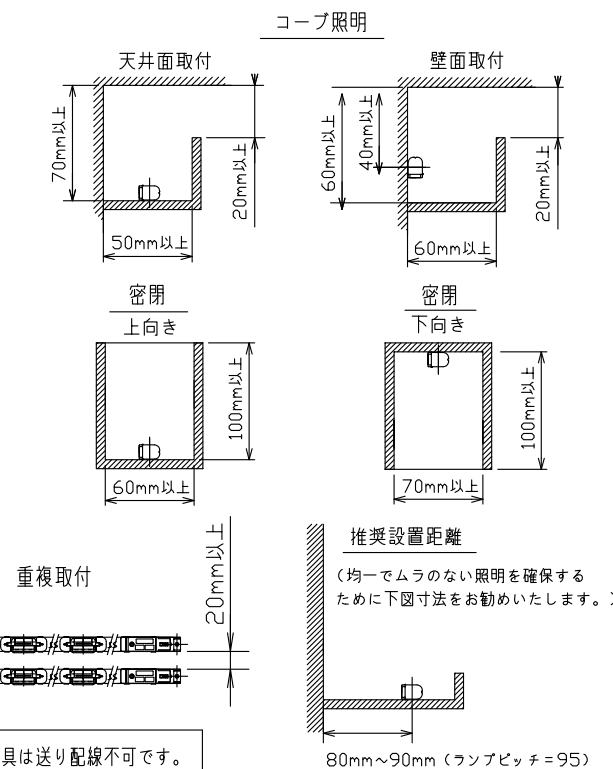 コーブ照明
天井面取付
壁面取付
70mm以上
20mm以上
50mm以上
60mm以上
40mm以上
20mm以上
60mm以上
密閉
上向き
密閉
下向き
100mm以上
60mm以上
100mm以上
70mm以上
重複取付
20mm以上
推奨設置距離
（均一でムラのない照明を確保する
ために下図寸法をお勧めいたします。）
具は送り配線不可です。
80mm~90mm（ランプピッチ=95）